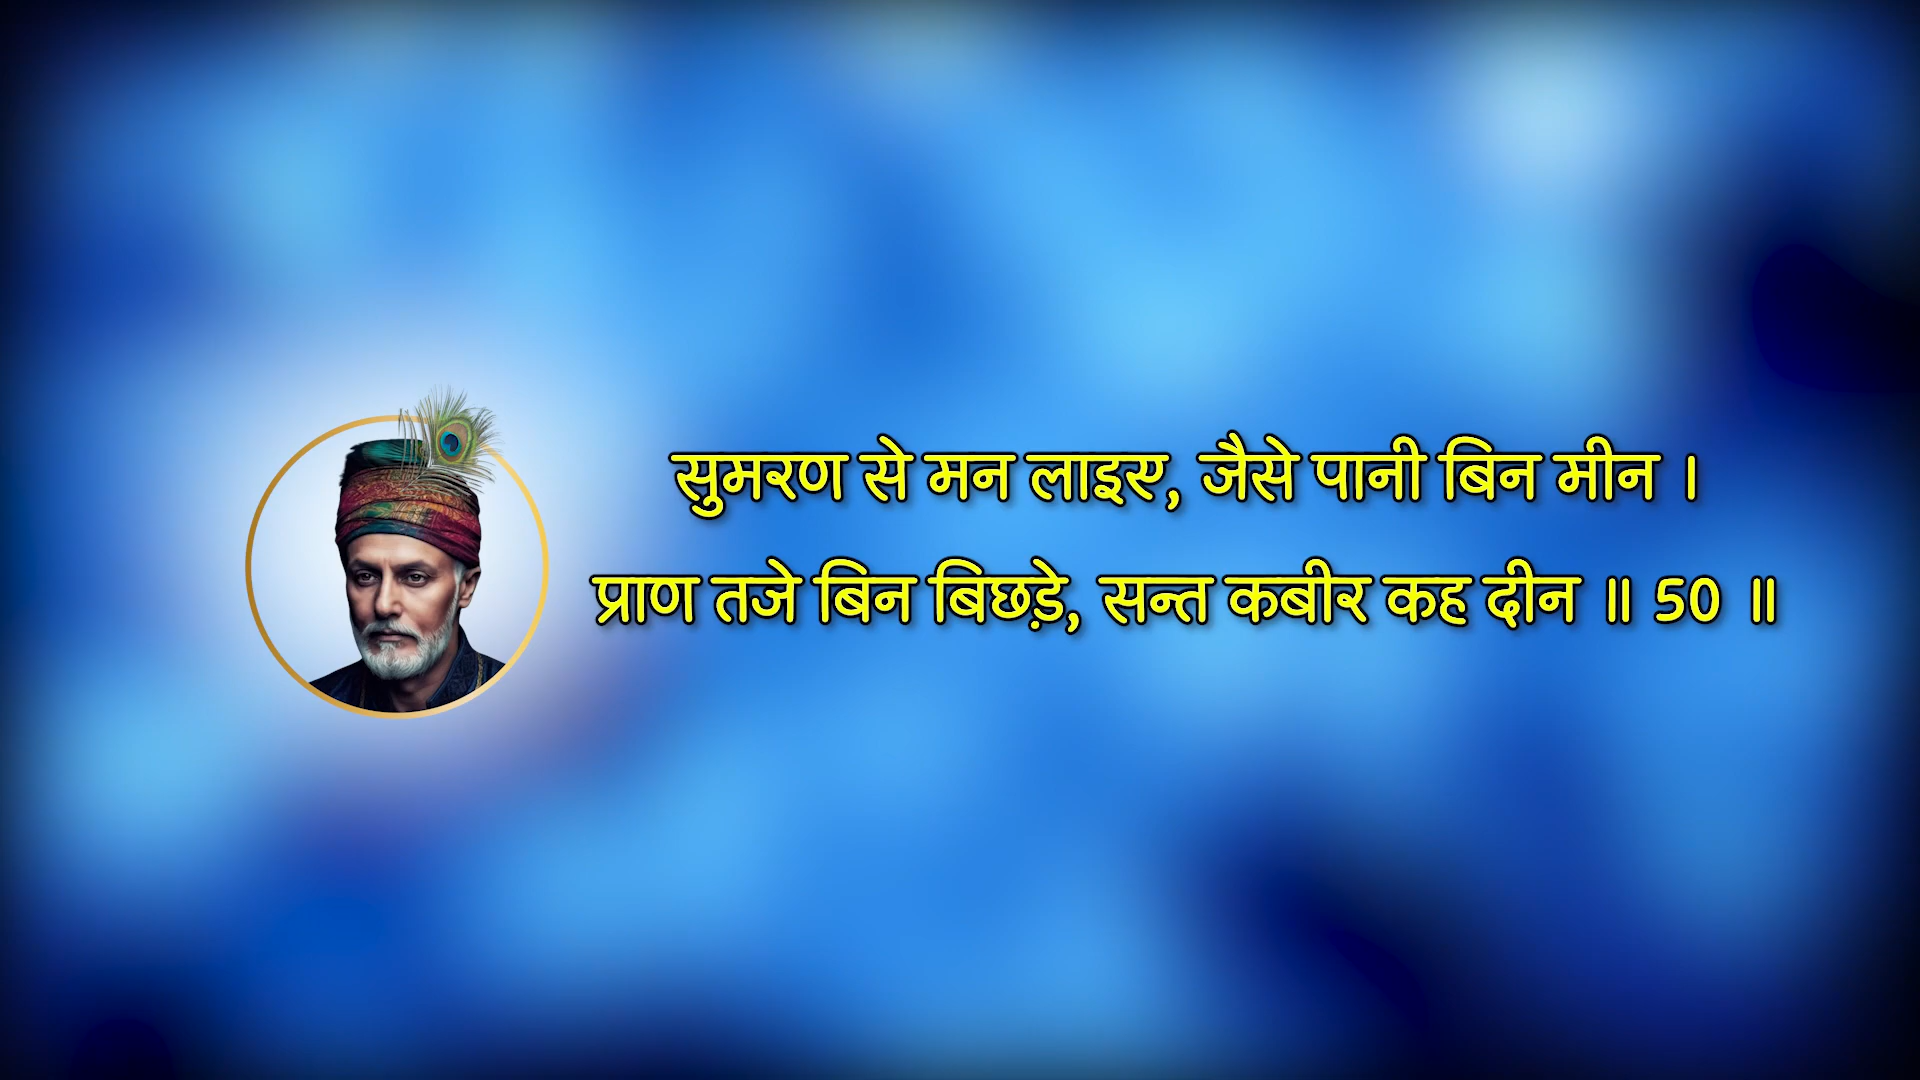 सुमरण से मन लाइए, जैसे पानी बिन मीन ।
प्राण तजे बिन बिछड़े, सन्त कबीर कह दीन ॥ 50 ॥